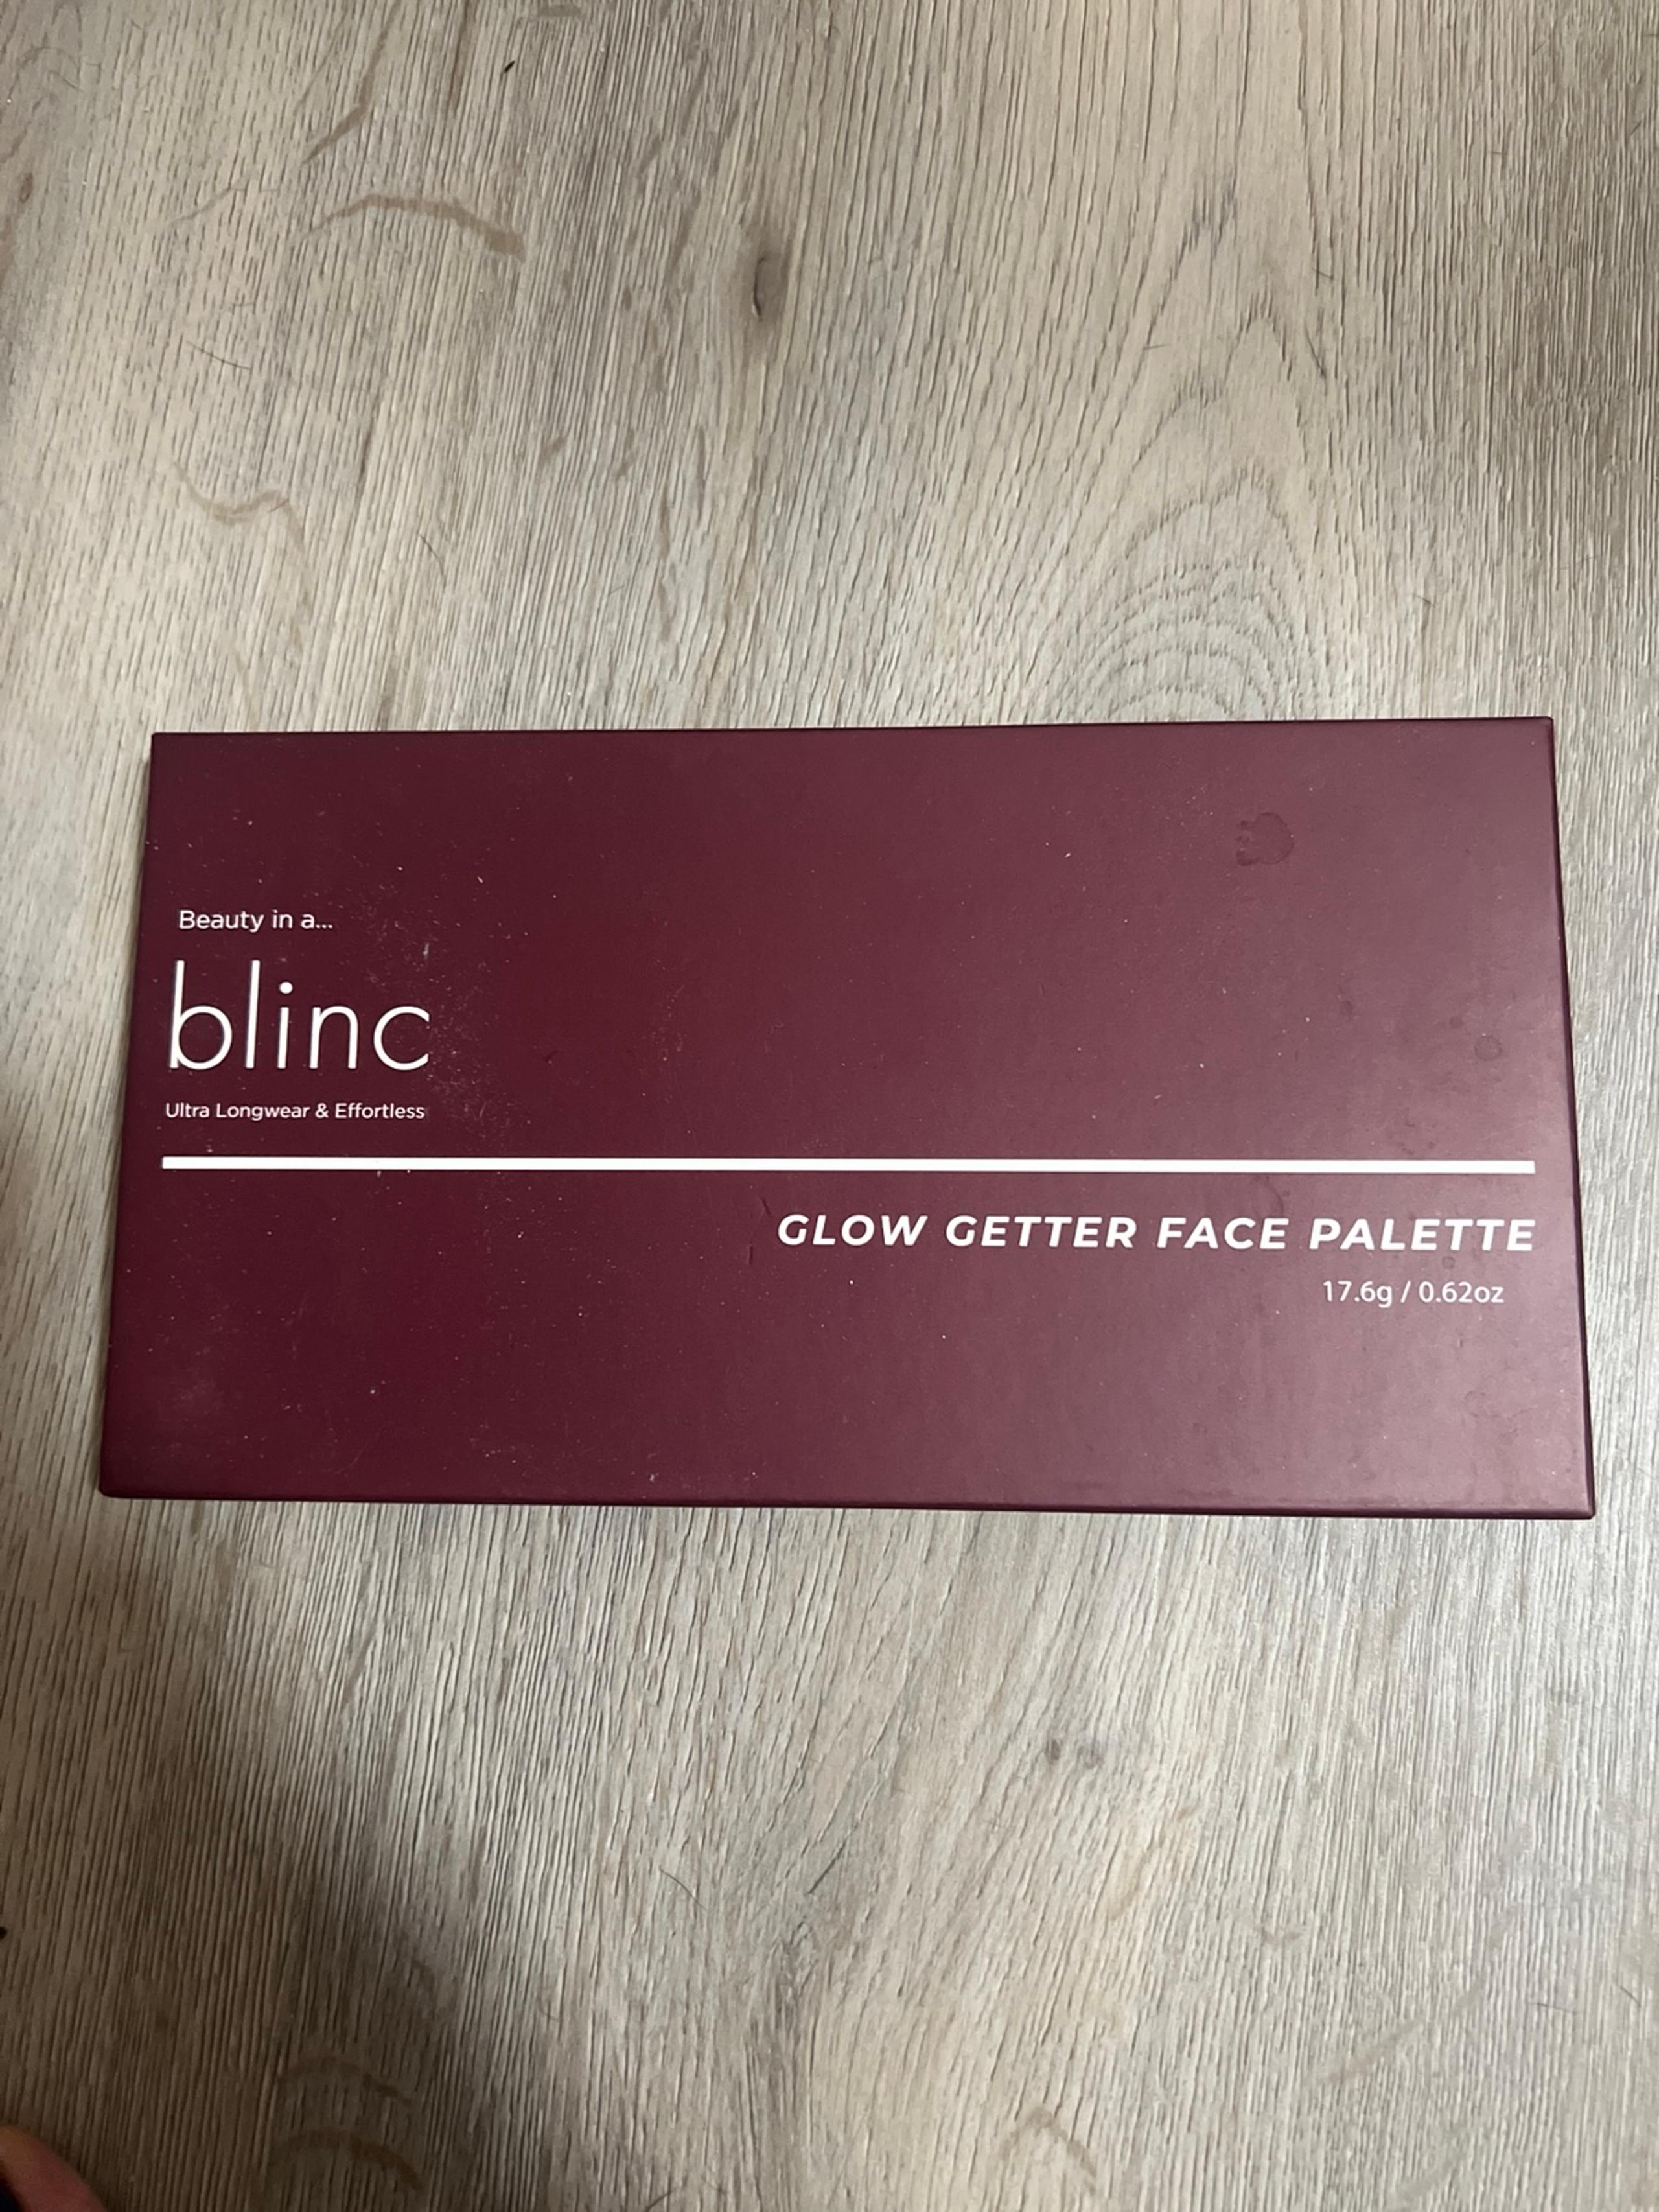 Beauty in a...
blinc
Ultra Longwear & Effortless
GLOW GETTER FACE PALETTE
17.6g / 0.62oz